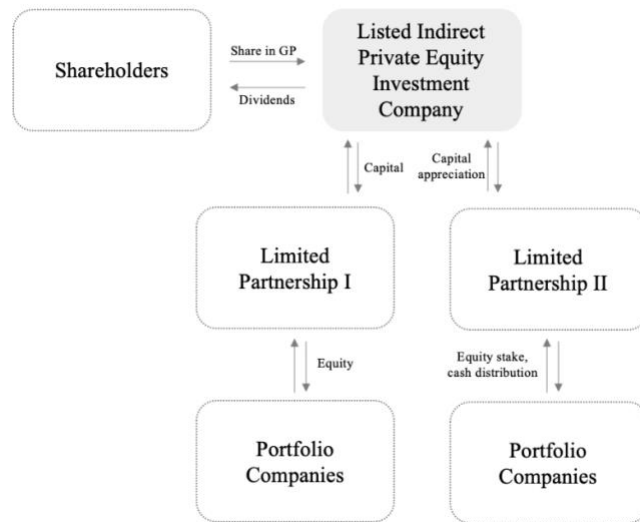 Shareholders
Share in GP
Dividends
Listed Indirect
Private Equity
Investment
Company
Capital
Capital
appreciation
Limited
Partnership I
Limited
Partnership II
Equity
Equity stake,
cash distribution
Portfolio
Companies
Portfolio
Companies